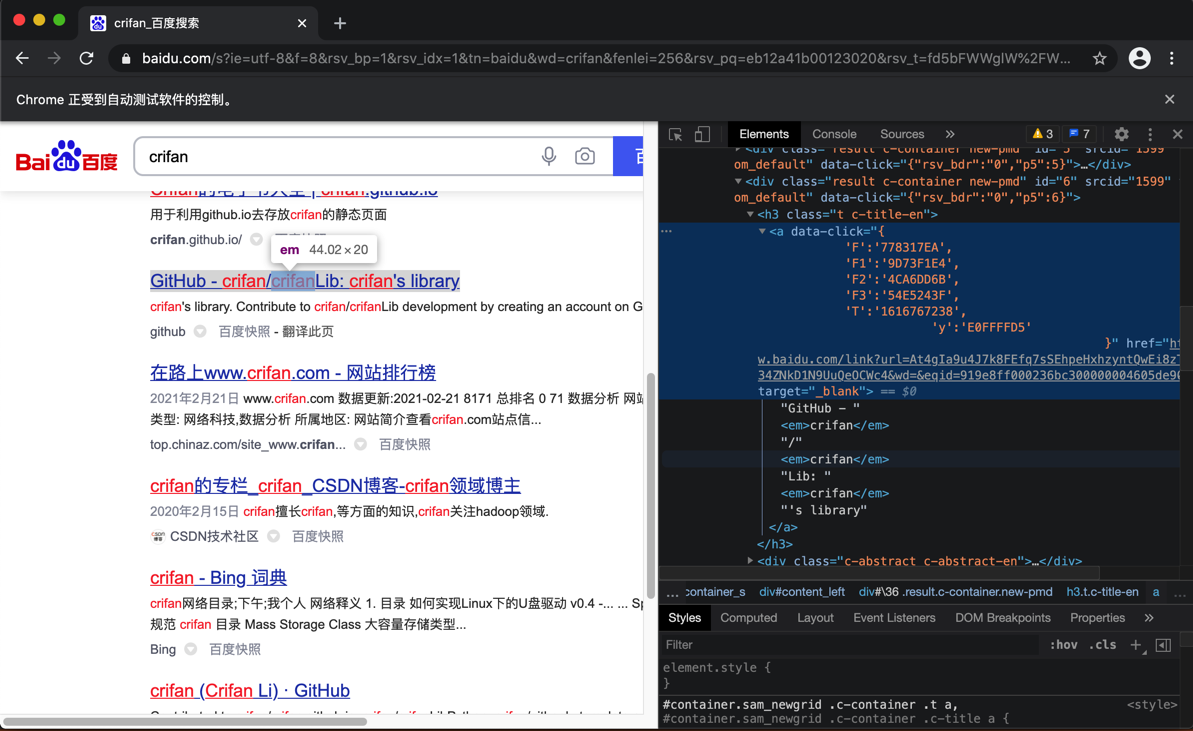 crifan_百度搜索
baidu.com/s?ie=utf-8&f=8&rsv_bp=1&rsv_idx=1&tn=baidu&wd=crifan&fenlei=256&rsv_pq=eb12a41b00123020&rsv_t=fd5bFWWglW%2FW...
Chrome 正受到自动测试软件的控制。
Bai du 百度
crifan
百
crifan的电子书大全 | crifan.github.io
用于利用github.io去存放crifan的静态页面
crifan.github.io/
em 44.02 × 20
GitHub - crifan/crifanLib: crifan's library
crifan's library. Contribute to crifan/crifanLib development by creating an account on G
github 百度快照 - 翻译此页
在路上www.crifan.com - 网站排行榜
2021年2月21日 www.crifan.com 数据更新:2021-02-21 8171 总排名 0 71 数据分析 网站
类型: 网络科技,数据分析 所属地区: 网站简介查看crifan.com站点信...
top.chinaz.com/site_www.crifan... 百度快照
crifan的专栏_crifan_CSDN博客-crifan领域博主
2020年2月15日 crifan擅长crifan,等方面的知识,crifan关注hadoop领域.
CSDN技术社区 百度快照
crifan - Bing 词典
crifan网络目录;下午;我个人 网络释义 1. 目录 如何实现Linux下的U盘驱动 v0.4 -... ... Sp
规范 crifan 目录 Mass Storage Class 大容量存储类型...
Bing 百度快照
crifan (Crifan Li) · GitHub
Elements Console Sources » 3 7
<div class="result c-container new-pmd" id="5" srcid="1599
om_default" data-click="{"rsv_bdr":"0","p5":5}">…</div>
<div class="result c-container new-pmd" id="6" srcid="1599"
om_default" data-click="{"rsv_bdr":"0","p5":6}">
<h3 class="t c-title-en">
<a data-click="{
'F':'778317EA',
'F1':'9D73F1E4',
'F2':'4CA6DD6B',
'F3':'54E5243F',
'T':'1616767238',
'y':'E0FFFFD5'
}" href="ht
w.baidu.com/link?url=At4gIa9u4J7k8FEfq7sSEhpeHxhzyntQwEi8zT
34ZNkD1N9UuQeOCWc4&wd=&eqid=919e8ff000236bc300000004605de90
target="_blank"> == $0
"GitHub - "
<em>crifan</em>
"/"
<em>crifan</em>
"Lib: "
<em>crifan</em>
"'s library"
</a>
</h3>
<div class="c-abstract c-abstract-en">…</div>
... container_s div#content_left div#\36 .result.c-container.new-pmd h3.t.c-title-en a ...
Styles Computed Layout Event Listeners DOM Breakpoints Properties »
Filter :hov .cls +
element.style {
}
#container.sam_newgrid .c-container .t a, <style>
#container.sam_newgrid .c-container .c-title a {